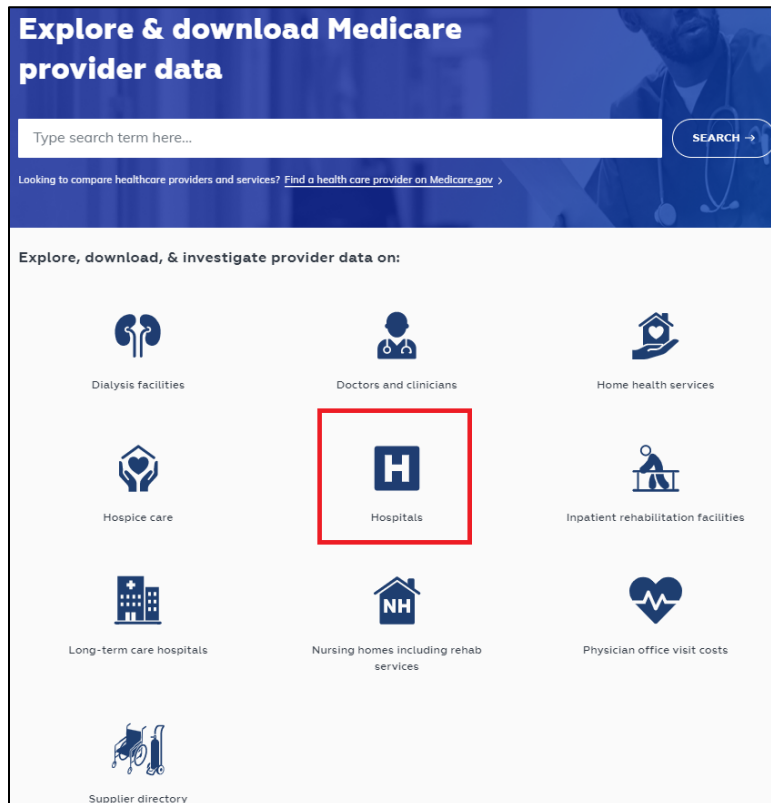 Explore & download Medicare
provider data
Type search term here...
SEARCH →
Looking to compare healthcare providers and services? Find a health care provider on Medicare.gov >
Explore, download, & investigate provider data on:
Dialysis facilities
Doctors and clinicians
Home health services
Hospice care
H
Hospitals
Inpatient rehabilitation facilities
Long-term care hospitals
NH
Nursing homes including rehab
services
Physician office visit costs
Supplier directory